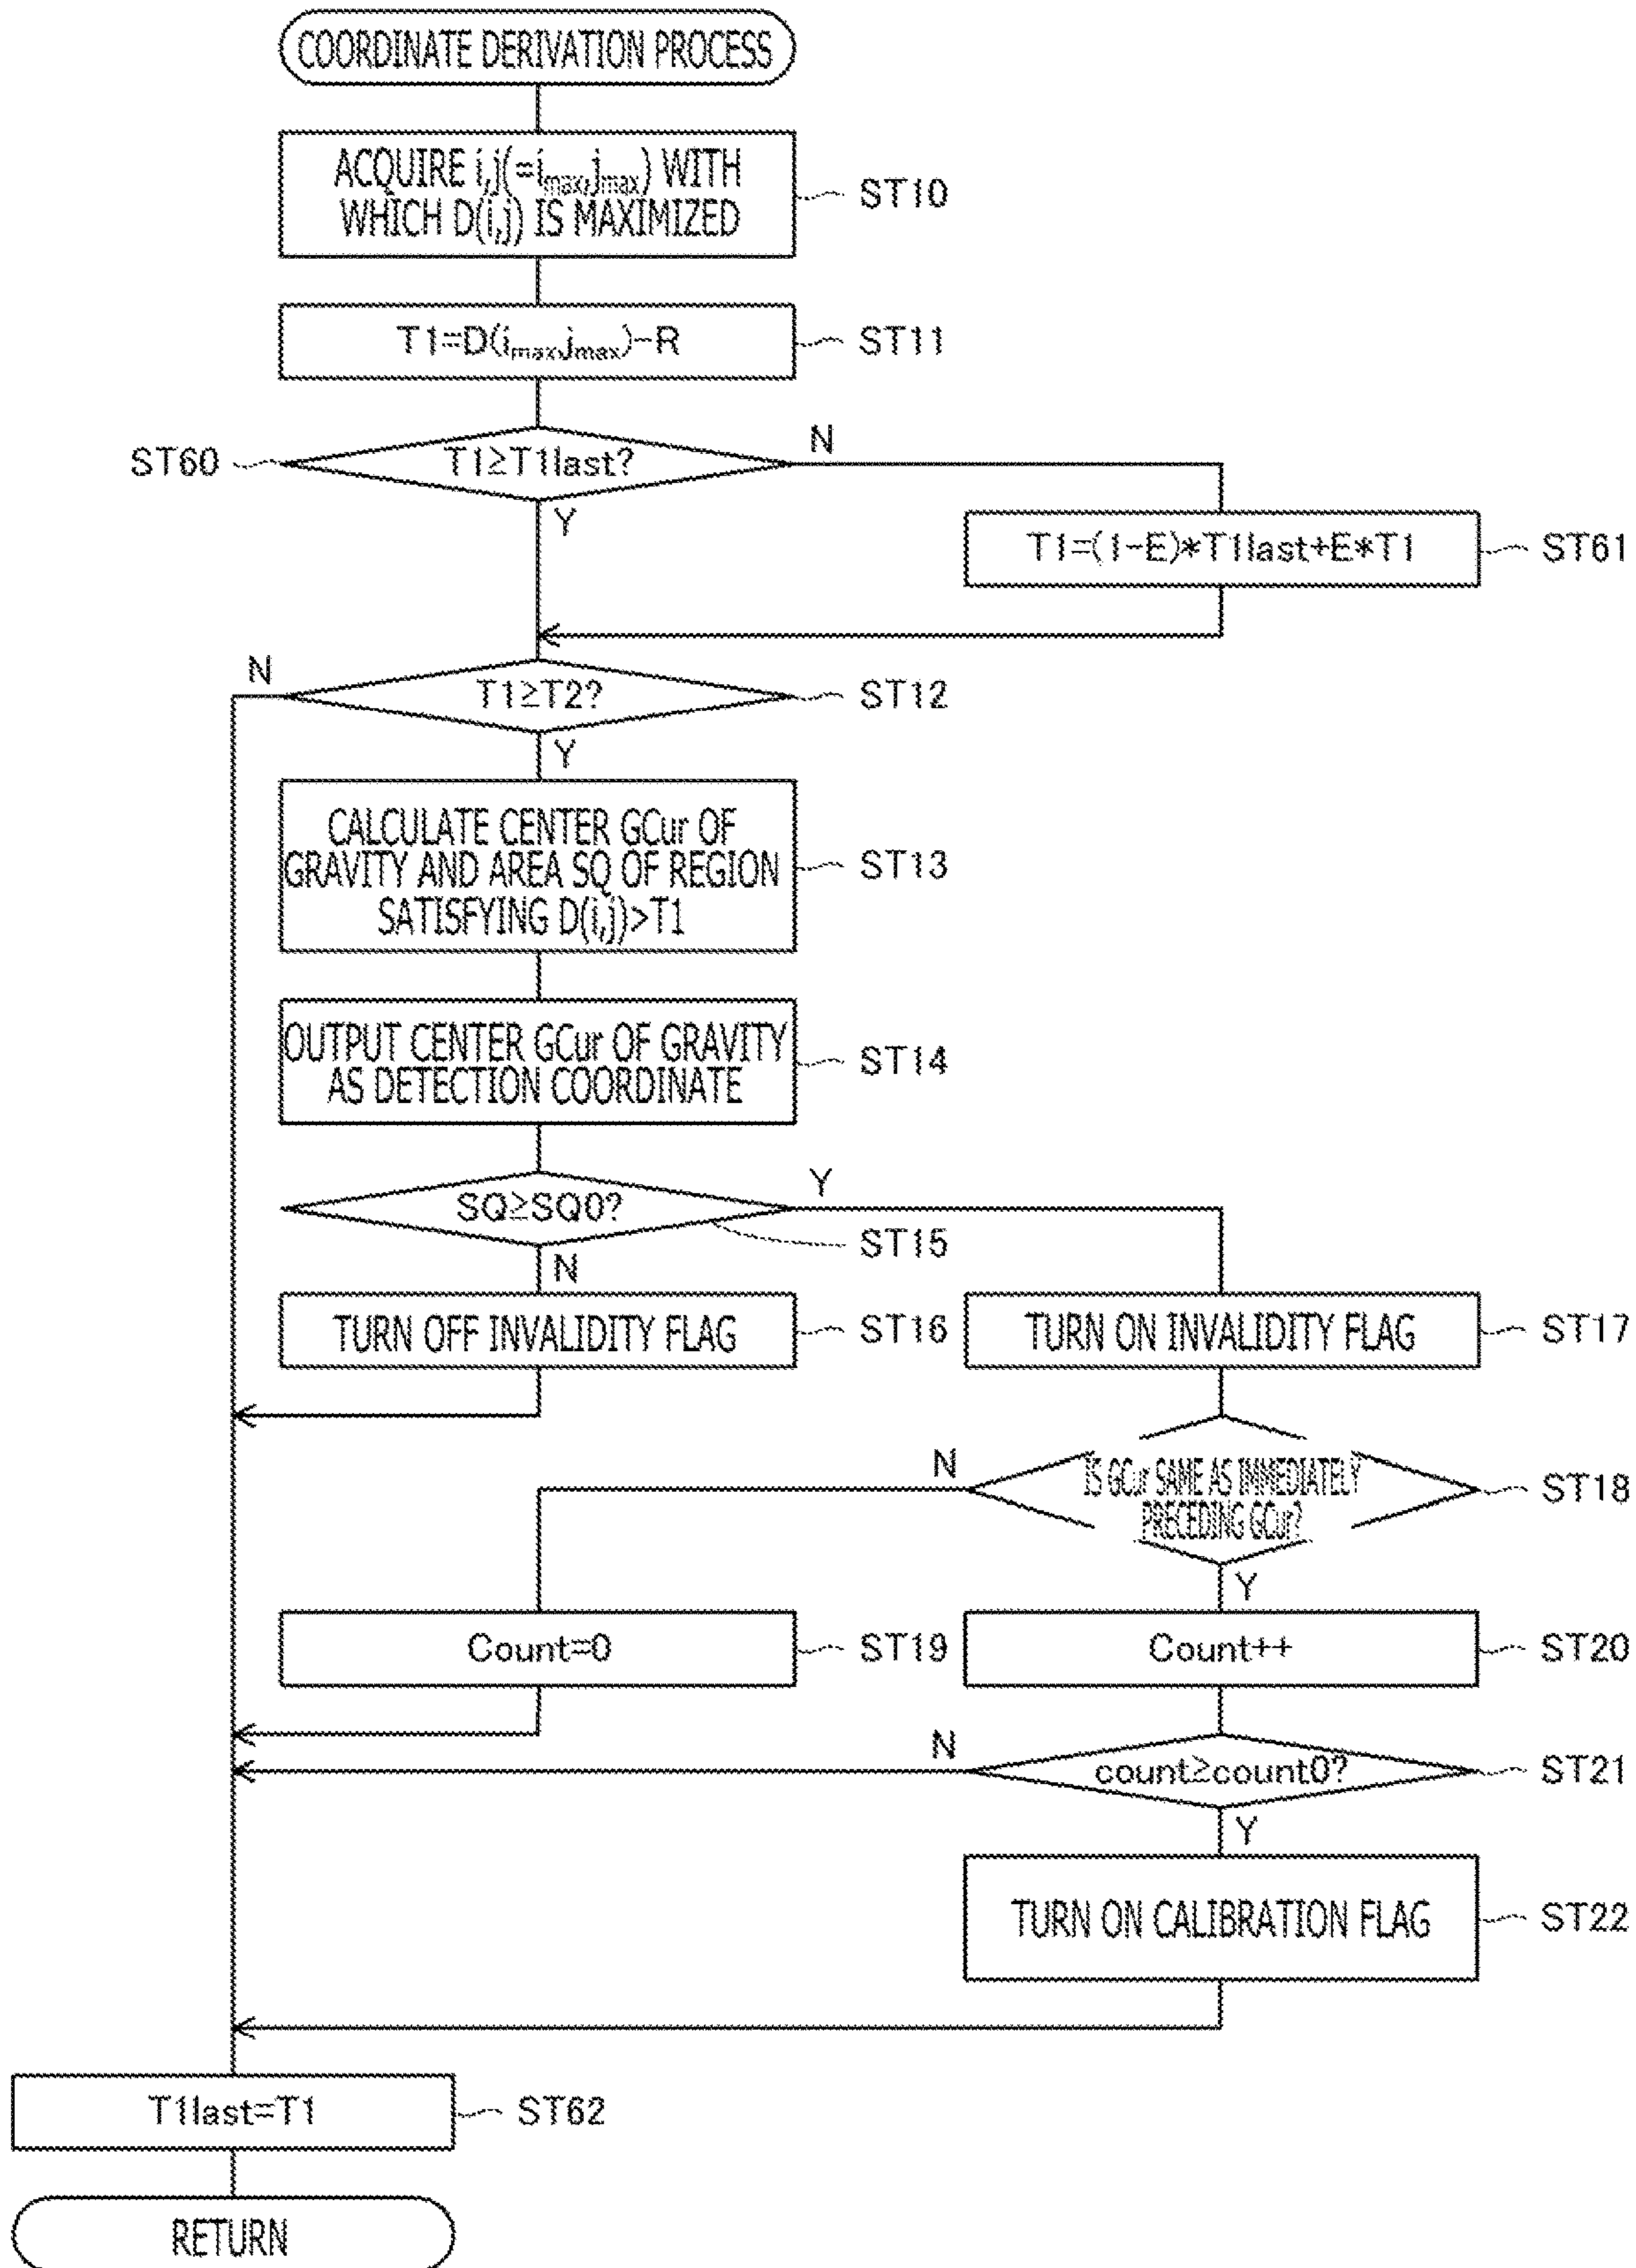 COORDINATE DERIVATION PROCESS
ACQUIRE i,j(=imax,jmax) WITH
WHICH D(i,j) IS MAXIMIZED
ST10
T1=D(imax,jmax)-R
ST11
ST60
T1≥T1last?
N
Y
T1=(1-E)*T1last+E*T1
ST61
N
T1≥T2?
ST12
Y
CALCULATE CENTER GCur OF
GRAVITY AND AREA SQ OF REGION
SATISFYING D(i,j)>T1
ST13
OUTPUT CENTER GCur OF GRAVITY
AS DETECTION COORDINATE
ST14
SQ≥SQ0?
Y
ST15
N
TURN OFF INVALIDITY FLAG
ST16
TURN ON INVALIDITY FLAG
ST17
N
IS GCur SAME AS IMMEDIATELY
PRECEDING GCur?
ST18
Y
Count=0
ST19
Count++
ST20
N
count≥count0?
ST21
Y
TURN ON CALIBRATION FLAG
ST22
T1last=T1
ST62
RETURN